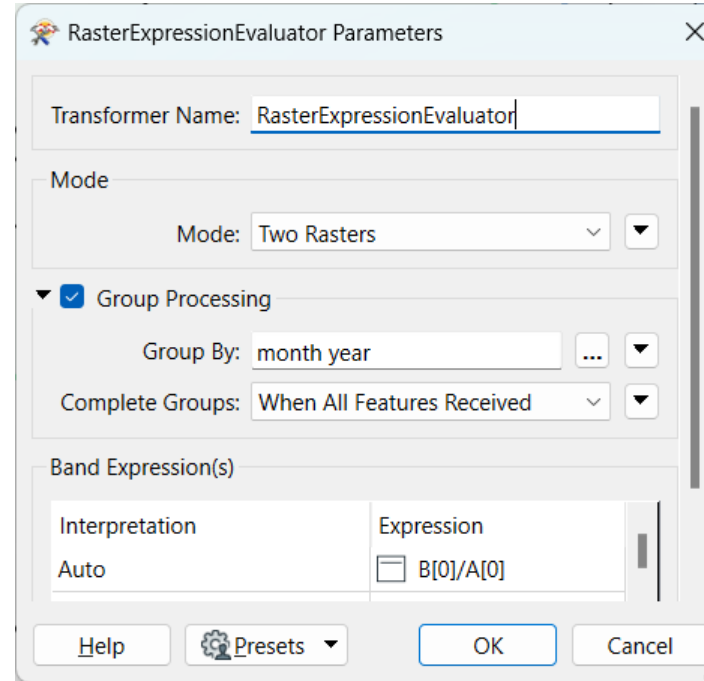 RasterExpressionEvaluator Parameters
Transformer Name: RasterExpressionEvaluator
Mode
Mode: Two Rasters
Group Processing
Group By: month year ...
Complete Groups: When All Features Received
Band Expression(s)
Interpretation Expression
Auto B[0]/A[0]
Help Presets OK Cancel